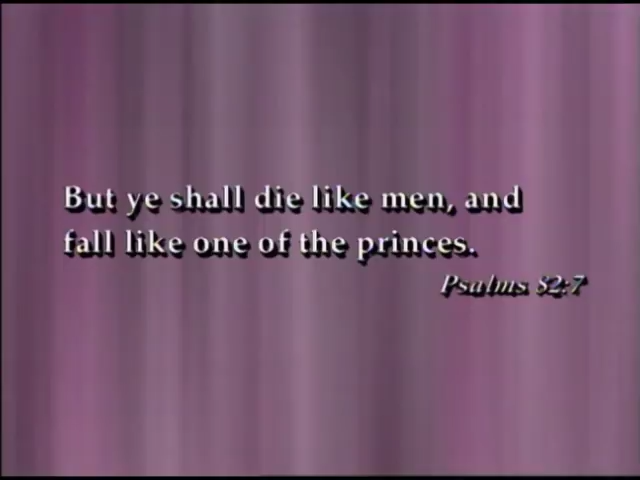 But ye shall die like men, and
fall like one of the princes.
Psalms 82:7